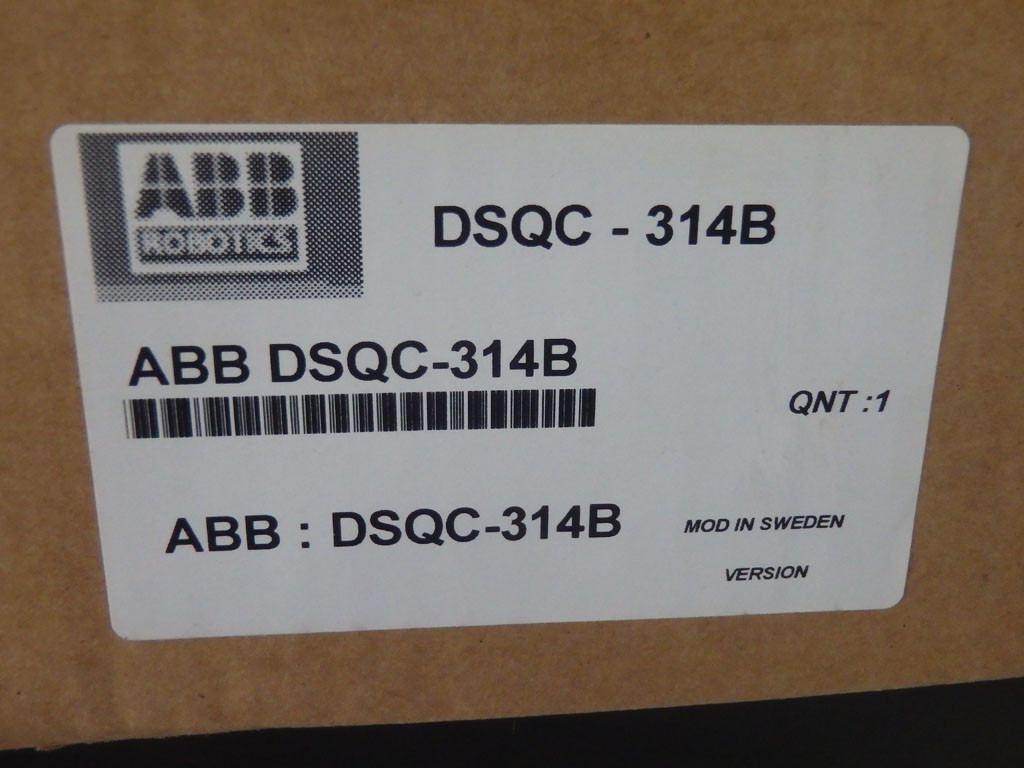 ABB
ROBOTICS
DSQC - 314B
ABB DSQC-314B
QNT :1
ABB : DSQC-314B
MOD IN SWEDEN
VERSION